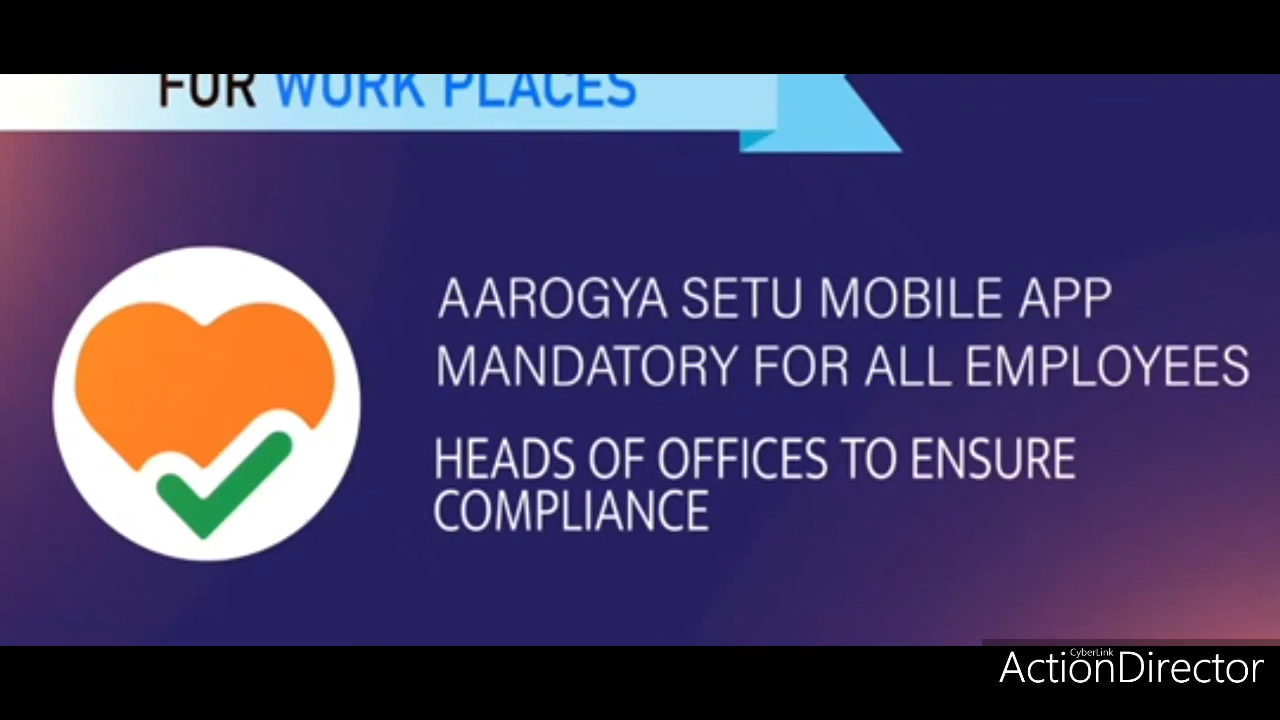 FOR WORK PLACES
AAROGYA SETU MOBILE APP
MANDATORY FOR ALL EMPLOYEES
HEADS OF OFFICES TO ENSURE
COMPLIANCE
CyberLink
ActionDirector